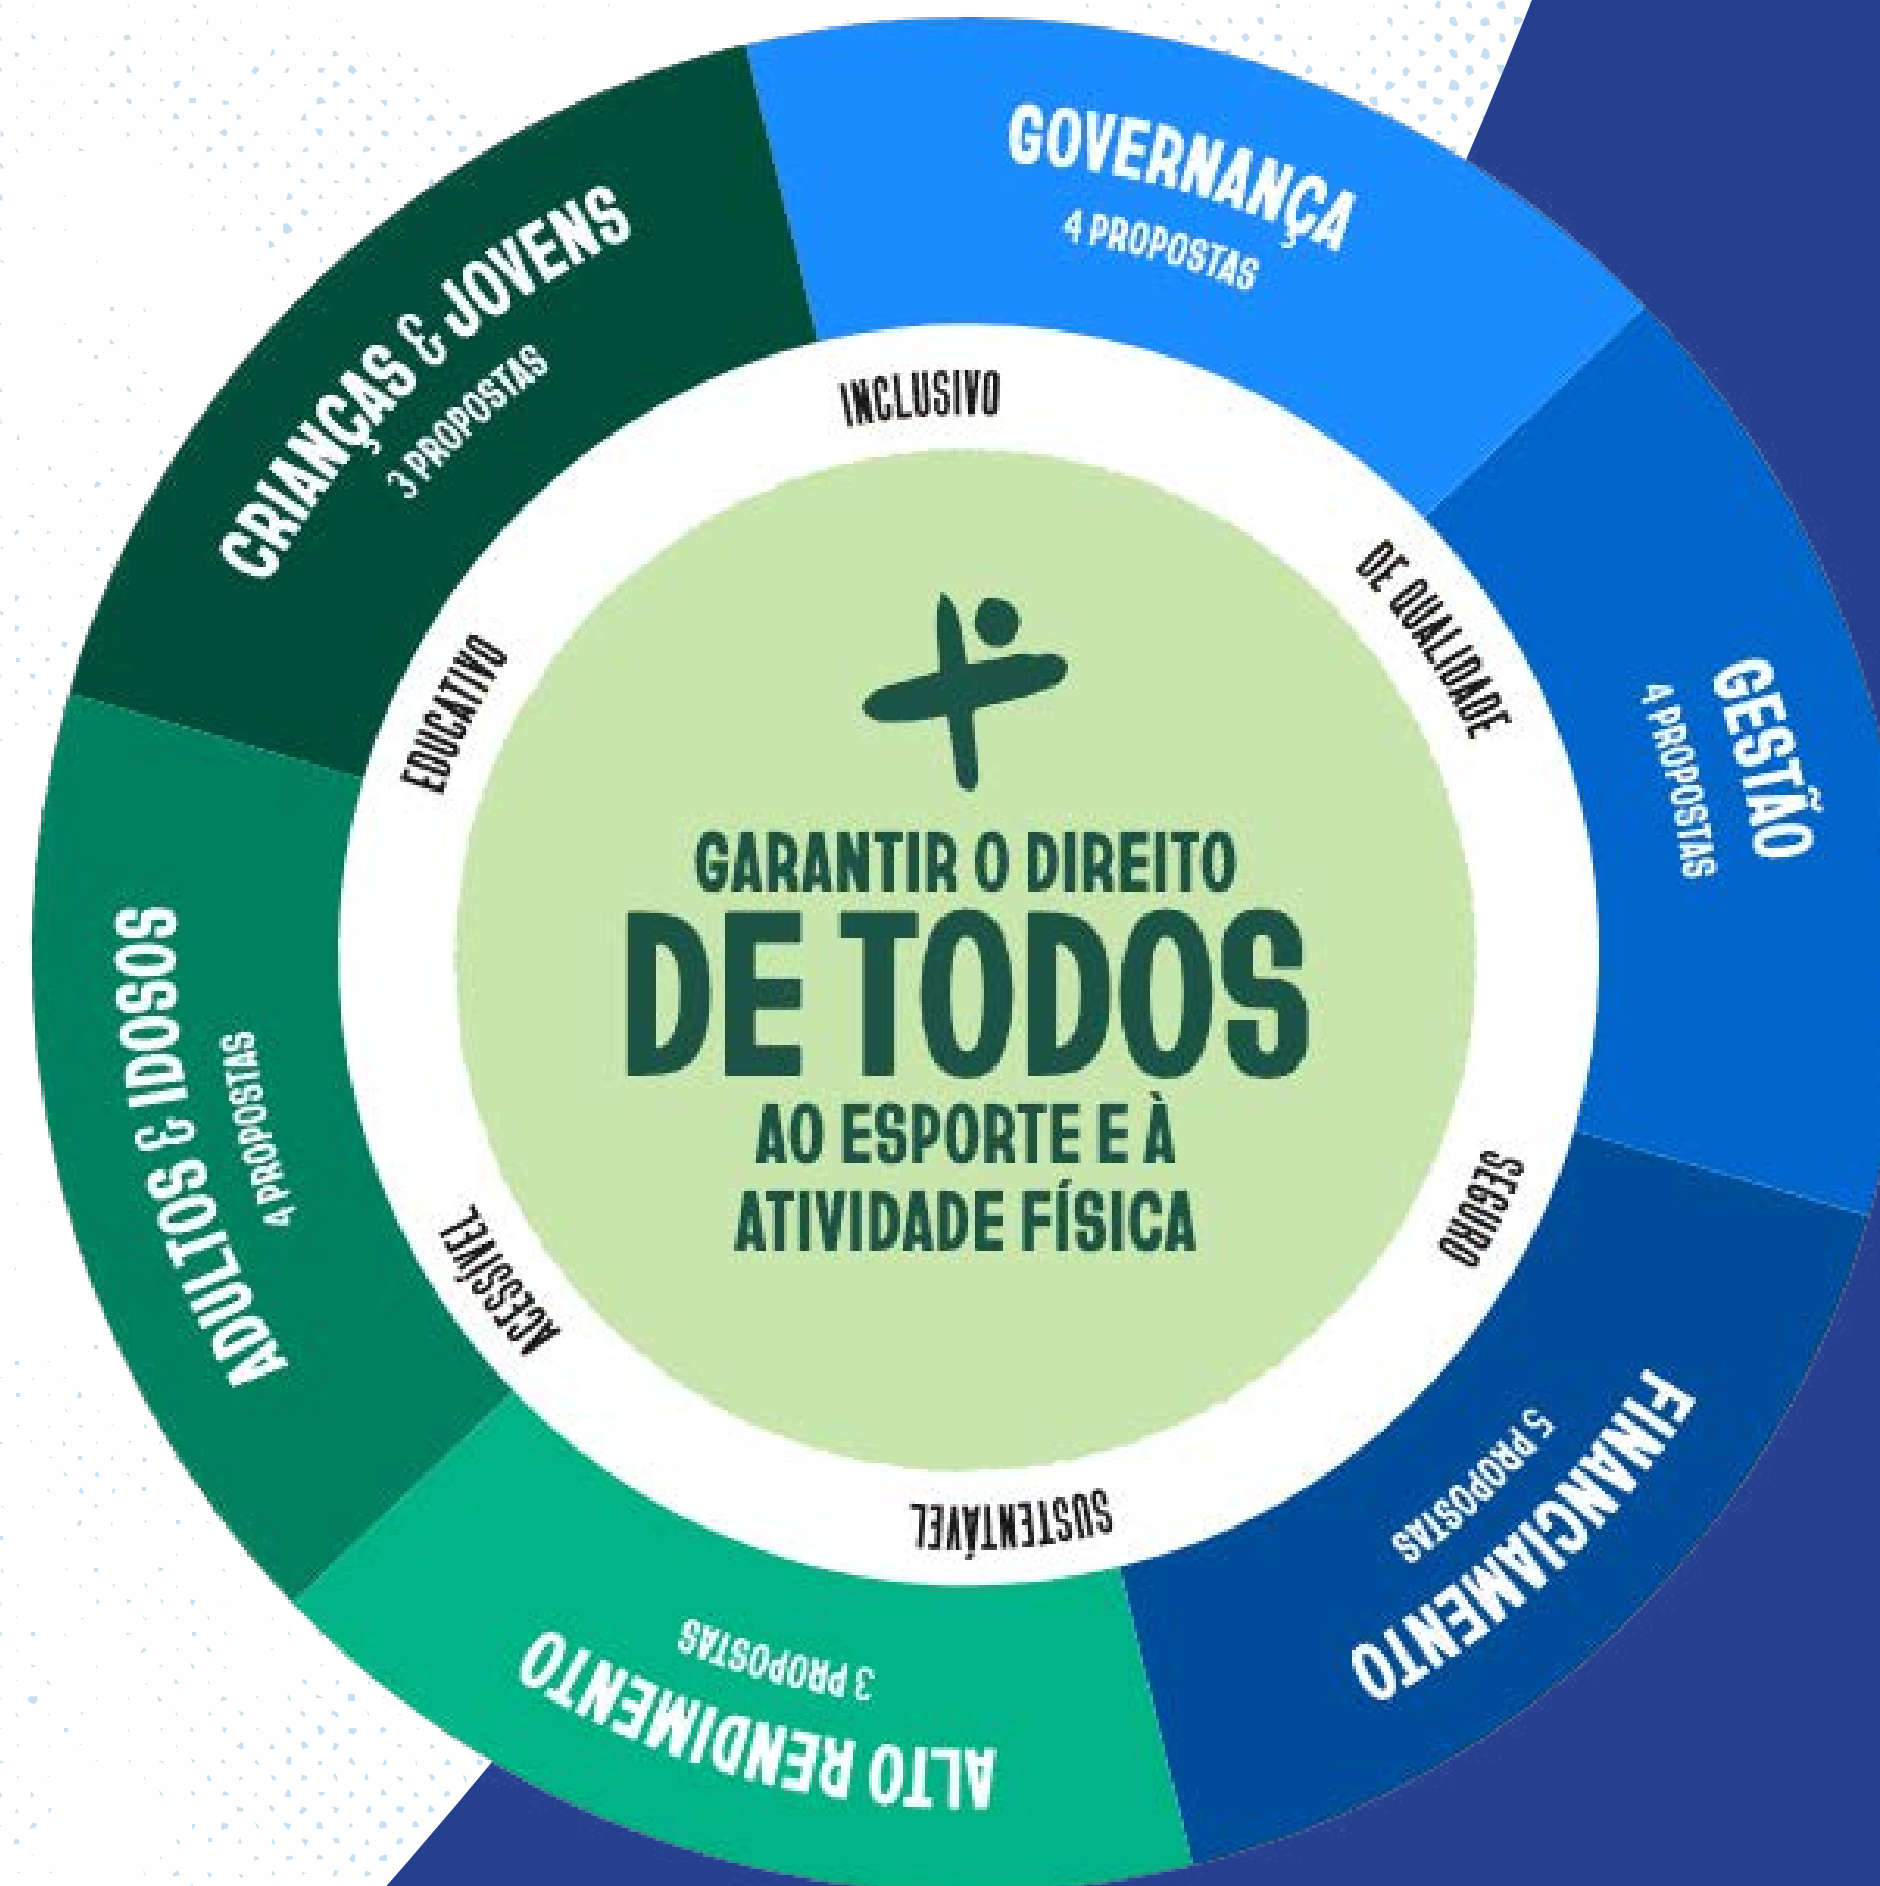 GOVERNANÇA
4 PROPOSTAS
GESTÃO
4 PROPOSTAS
FINANCIAMENTO
5 PROPOSTAS
ALTO RENDIMENTO
3 PROPOSTAS
ADULTOS & IDOSOS
4 PROPOSTAS
CRIANÇAS & JOVENS
3 PROPOSTAS
INCLUSIVO
DE QUALIDADE
SEGURO
SUSTENTÁVEL
ACESSÍVEL
EDUCATIVO
GARANTIR O DIREITO
DE TODOS
AO ESPORTE E À
ATIVIDADE FÍSICA